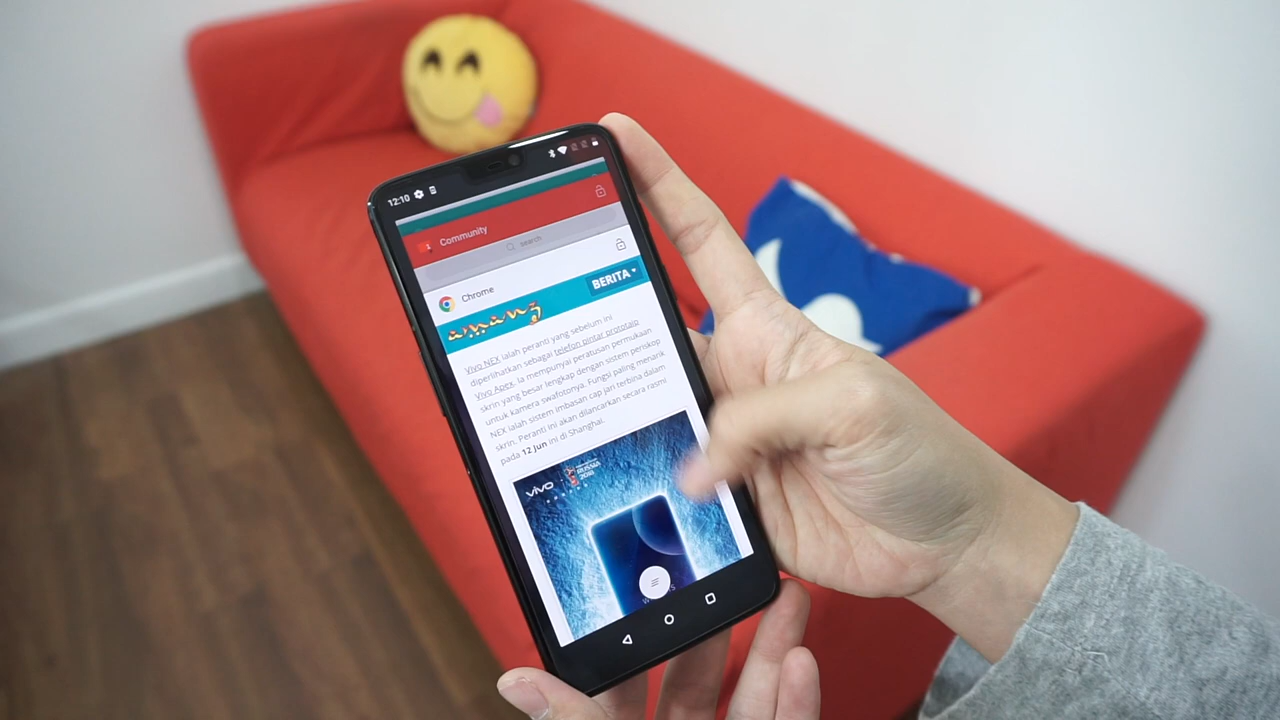 12:10
Community
search
Chrome
amanz
BERITA
Vivo NEX ialah peranti yang sebelum ini
diperlihatkan sebagai telefon pintar prototaip
Vivo Apex. Ia mempunyai peratusan permukaan
skrin yang besar lengkap dengan sistem periskop
untuk kamera swafotonya. Fungsi paling menarik
NEX ialah sistem imbasan cap jari terbina dalam
skrin. Peranti ini akan dilancarkan secara rasmi
pada 12 Jun ini di Shanghai.
vivo
RUSSIA
2018